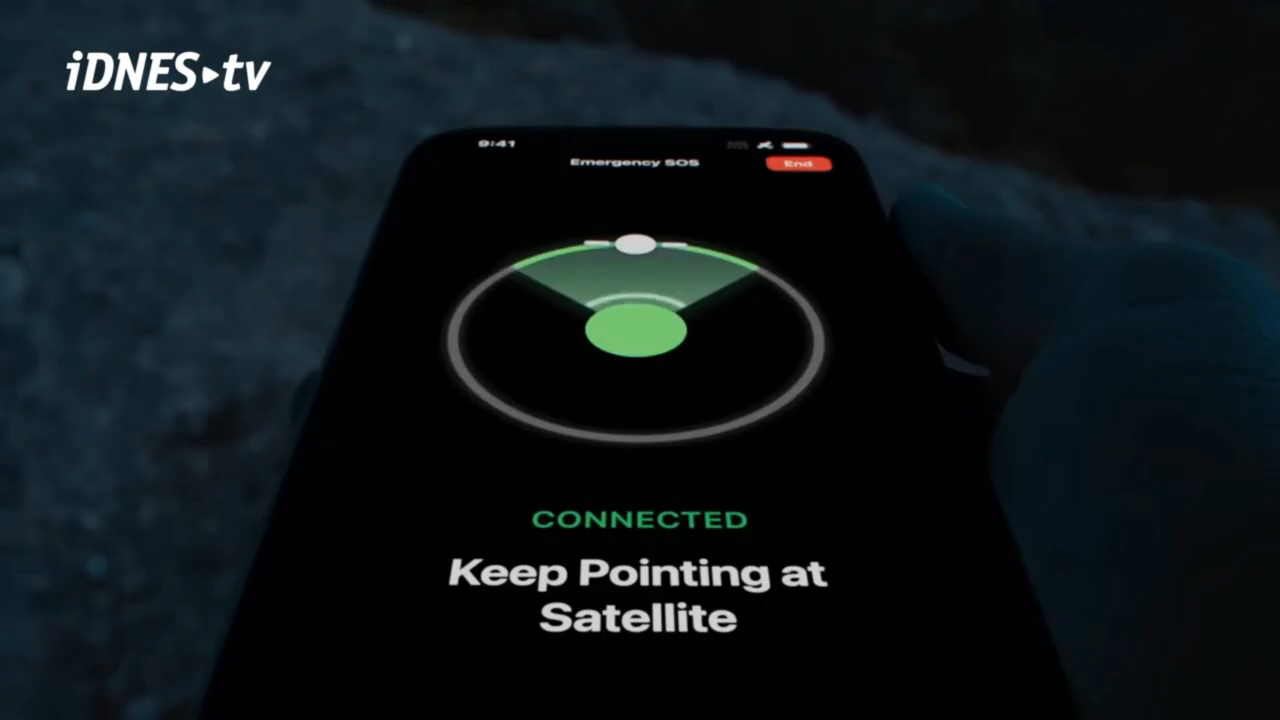 iDNES tv
9:41
Emergency SOS
End
CONNECTED
Keep Pointing at
Satellite